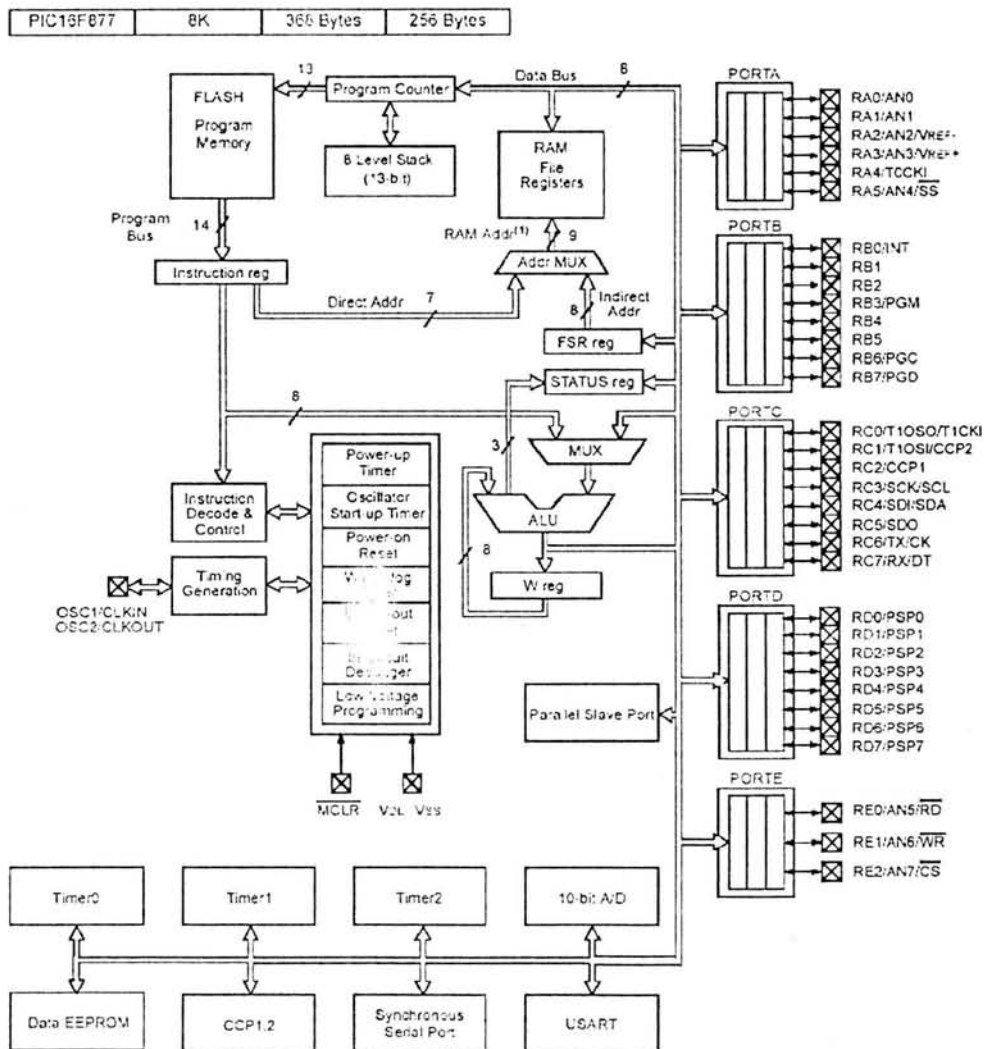 PIC16F877 8K 368 Bytes 256 Bytes
FLASH
Program
Memory
13
Program Counter
Data Bus
8
8 Level Stack
(13-bit)
RAM
File
Registers
Program
Bus
14
RAM Addr(1)
9
Instruction reg
Addr MUX
Direct Addr
7
8
Indirect
Addr
FSR reg
STATUS reg
8
3
MUX
ALU
8
W reg
Instruction
Decode &
Control
Timing
Generation
OSC1/CLKIN
OSC2/CLKOUT
Power-up
Timer
Oscillator
Start-up Timer
Power-on
Reset
Debugger
Low Voltage
Programming
MCLR
VSS
Parallel Slave Port
PORTA
RA0/AN0
RA1/AN1
RA2/AN2/VREF-
RA3/AN3/VREF+
RA4/T0CKI
RA5/AN4/SS
PORTB
RB0/INT
RB1
RB2
RB3/PGM
RB4
RB5
RB6/PGC
RB7/PGD
PORTC
RC0/T1OSO/T1CKI
RC1/T1OSI/CCP2
RC2/CCP1
RC3/SCK/SCL
RC4/SDI/SDA
RC5/SDO
RC6/TX/CK
RC7/RX/DT
PORTD
RD0/PSP0
RD1/PSP1
RD2/PSP2
RD3/PSP3
RD4/PSP4
RD5/PSP5
RD6/PSP6
RD7/PSP7
PORTE
RE0/AN5/RD
RE1/AN6/WR
RE2/AN7/CS
Timer0
Timer1
Timer2
10-bit A/D
Data EEPROM
CCP1,2
Synchronous
Serial Port
USART